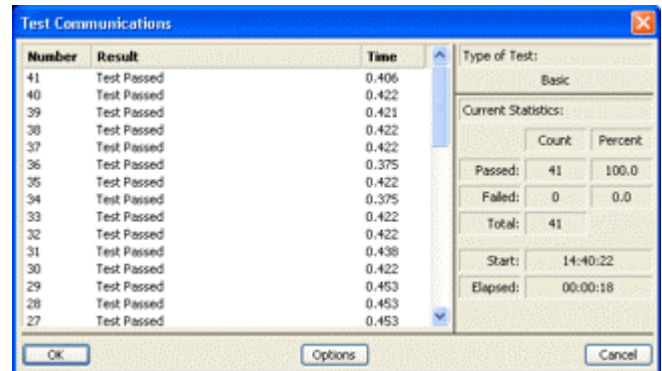 Test Communications
Number Result Time
41 Test Passed 0.406
40 Test Passed 0.422
39 Test Passed 0.421
38 Test Passed 0.422
37 Test Passed 0.422
36 Test Passed 0.375
35 Test Passed 0.422
34 Test Passed 0.375
33 Test Passed 0.422
32 Test Passed 0.422
31 Test Passed 0.438
30 Test Passed 0.422
29 Test Passed 0.453
28 Test Passed 0.453
27 Test Passed 0.453
Type of Test:
Basic
Current Statistics:
Count Percent
Passed: 41 100.0
Failed: 0 0.0
Total: 41
Start: 14:40:22
Elapsed: 00:00:18
OK Options Cancel